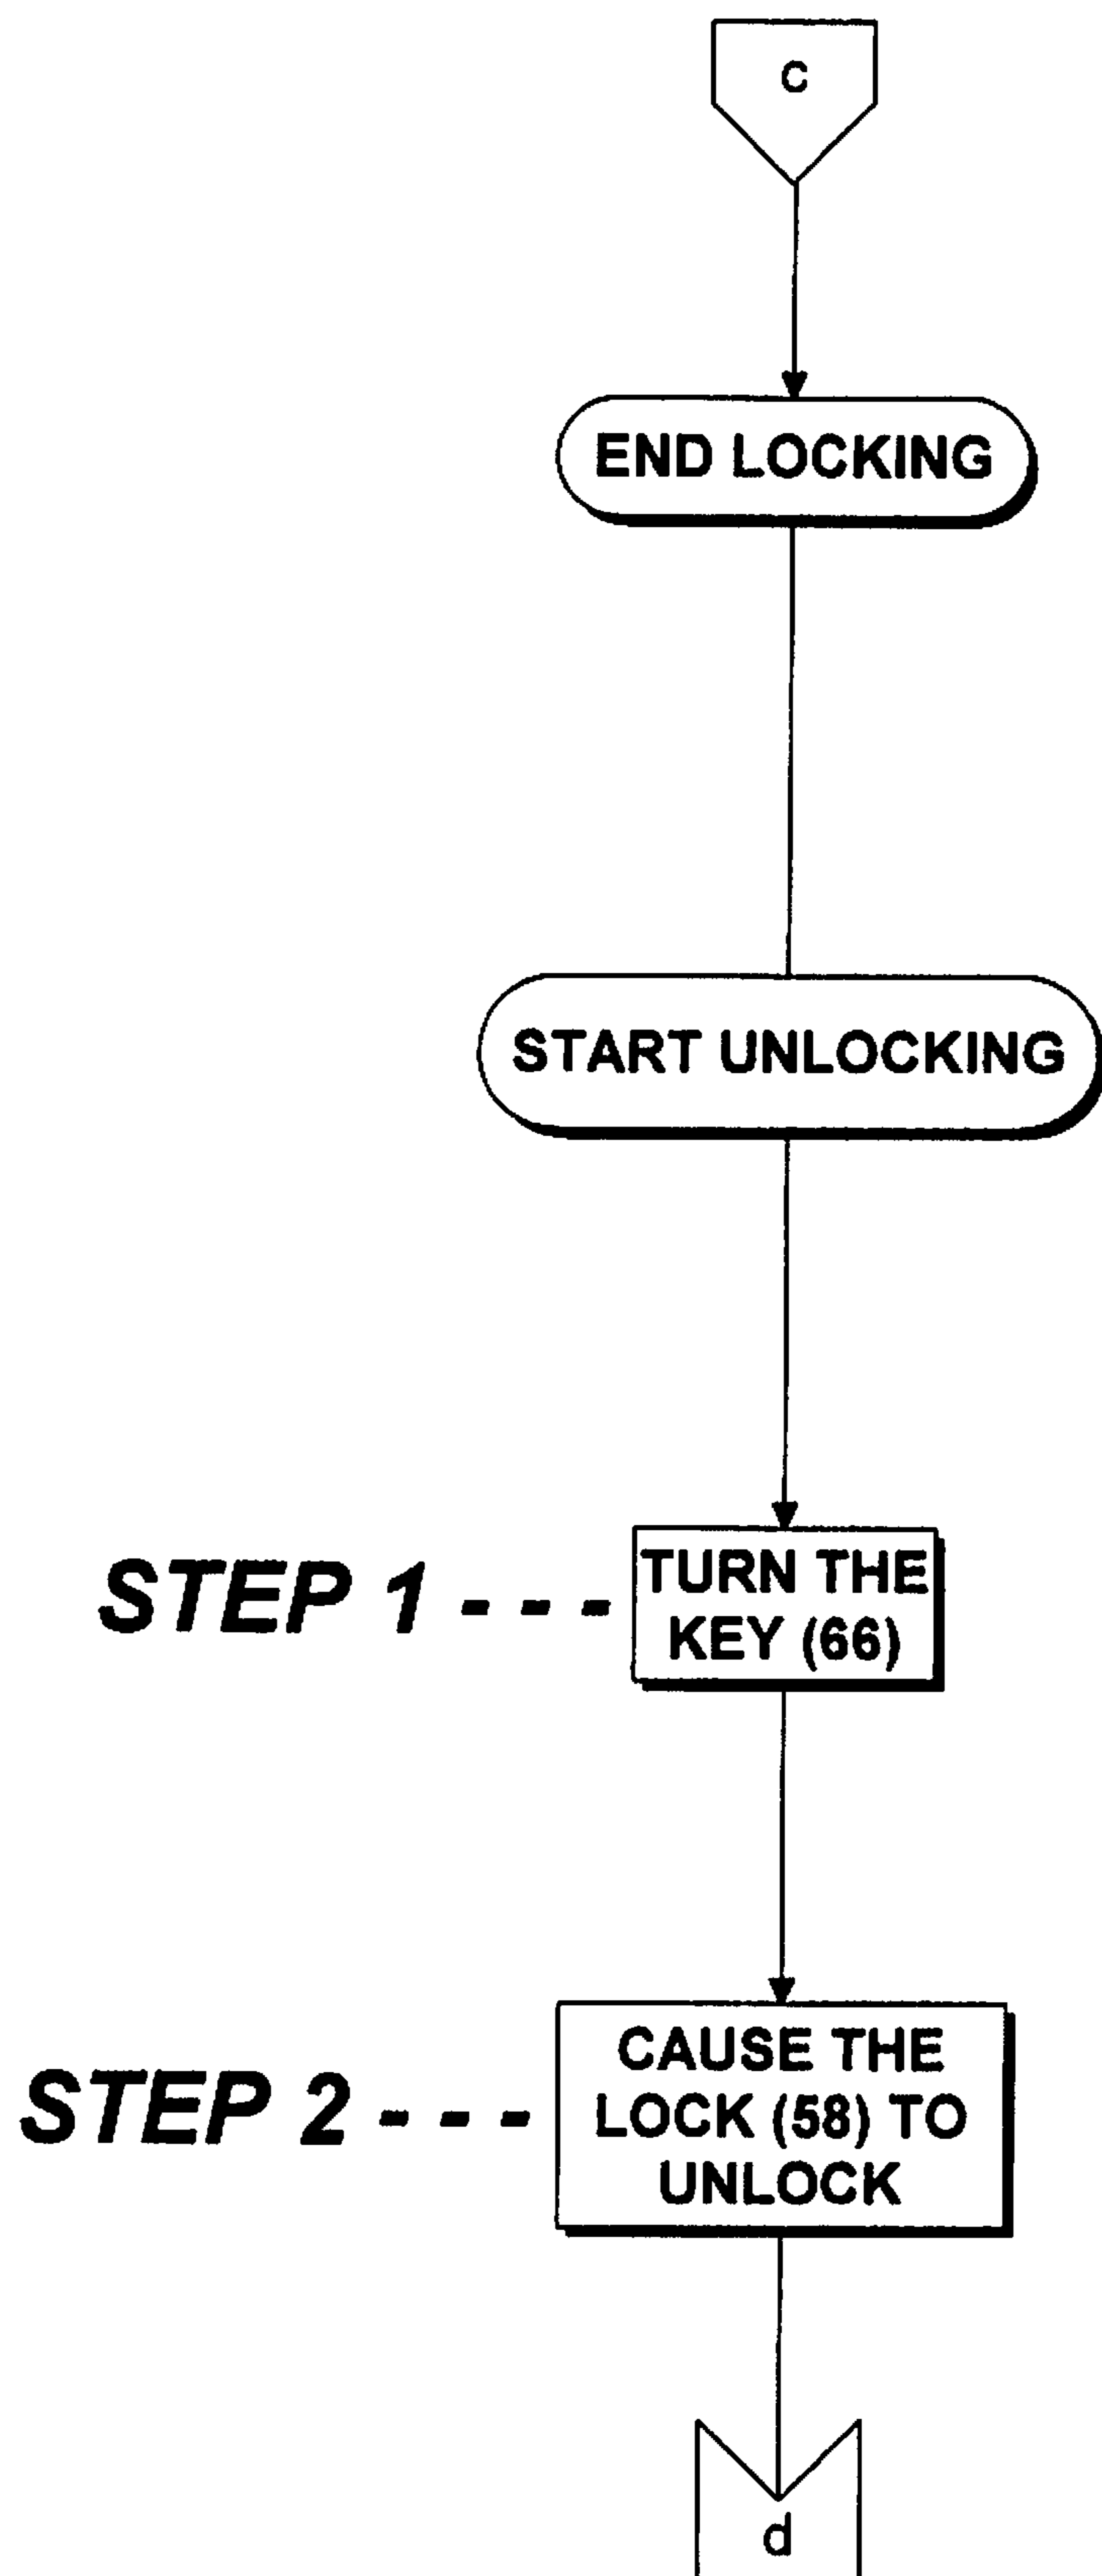 c
END LOCKING
START UNLOCKING
STEP 1 - - -
TURN THE
KEY (66)
STEP 2 - - -
CAUSE THE
LOCK (58) TO
UNLOCK
d